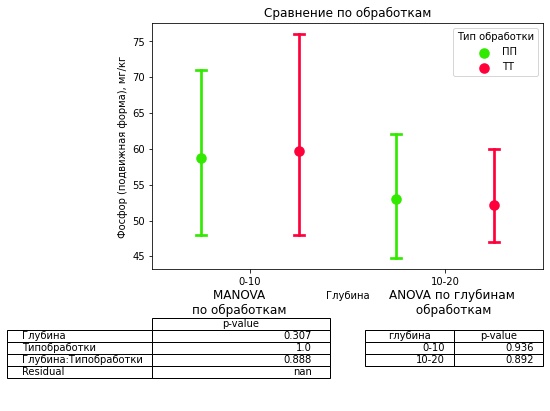 Сравнение по обработкам
Тип обработки
ПП
ТТ
Фосфор (подвижная форма), мг/кг
75
70
65
60
55
50
45
0-10
10-20
Глубина
MANOVA
по обработкам
p-value
Глубина 0.307
Типобработки 1.0
Глубина:Типобработки 0.888
Residual nan
ANOVA по глубинам
обработкам
глубина p-value
0-10 0.936
10-20 0.892